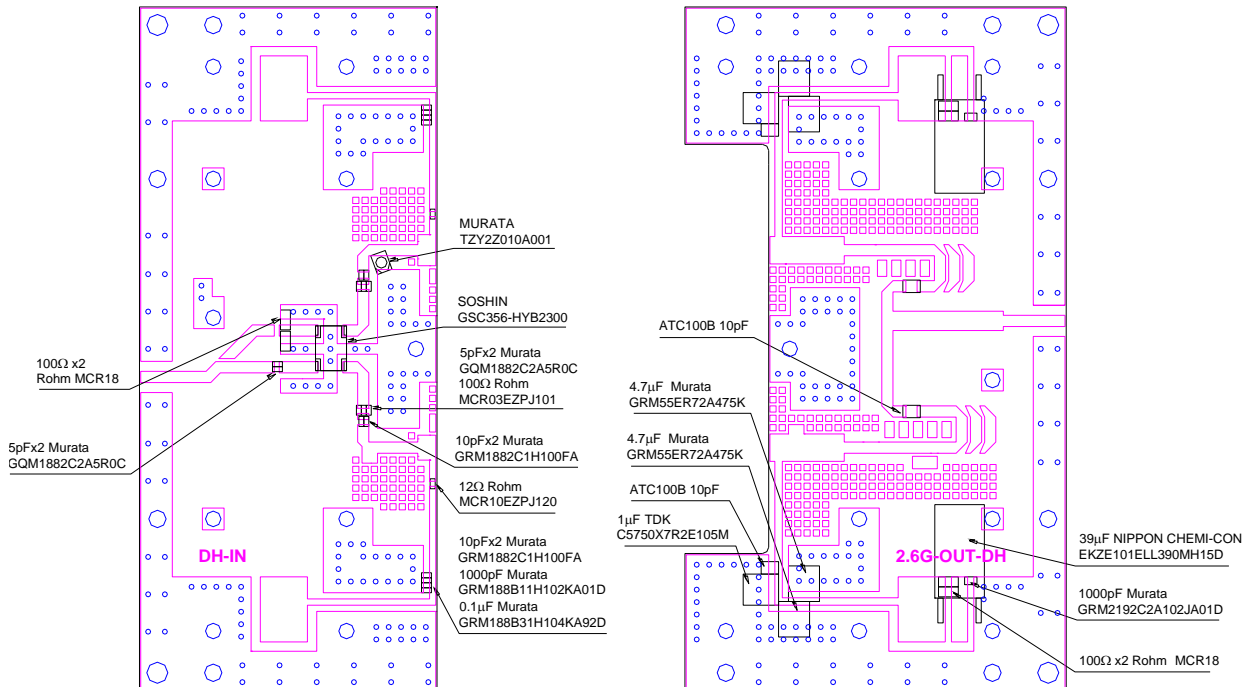 MURATA
TZY2Z010A001
SOSHIN
GSC356-HYB2300
100Ω x2
Rohm MCR18
5pFx2 Murata
GQM1882C2A5R0C
100Ω Rohm
MCR03EZPJ101
5pFx2 Murata
GQM1882C2A5R0C
10pFx2 Murata
GRM1882C1H100FA
12Ω Rohm
MCR10EZPJ120
DH-IN
10pFx2 Murata
GRM1882C1H100FA
1000pF Murata
GRM188B11H102KA01D
0.1µF Murata
GRM188B31H104KA92D
ATC100B 10pF
4.7µF Murata
GRM55ER72A475K
4.7µF Murata
GRM55ER72A475K
ATC100B 10pF
1µF TDK
C5750X7R2E105M
2.6G-OUT-DH
39µF NIPPON CHEMI-CON
EKZE101ELL390MH15D
1000pF Murata
GRM2192C2A102JA01D
100Ω x2 Rohm MCR18